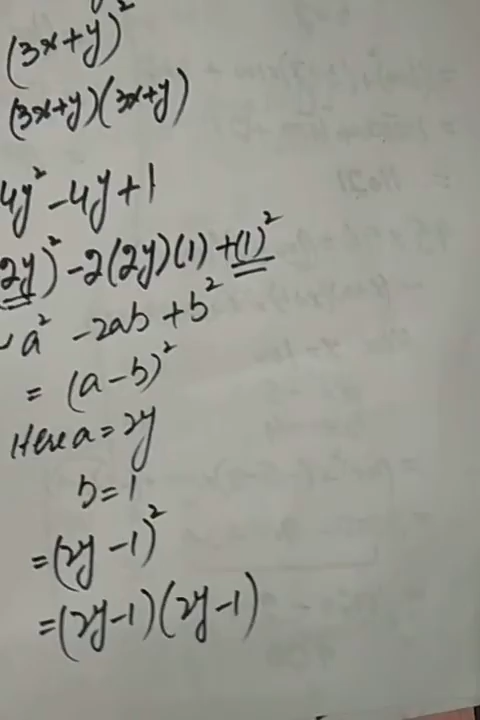 (3x+y)²
(3x+y)(3x+y)
4y² -4y+1
2y)² -2(2y)(1) +(1)²
a² -2ab +b²
= (a-b)²
Here a=2y
b=1
=(2y-1)²
=(2y-1)(2y-1)